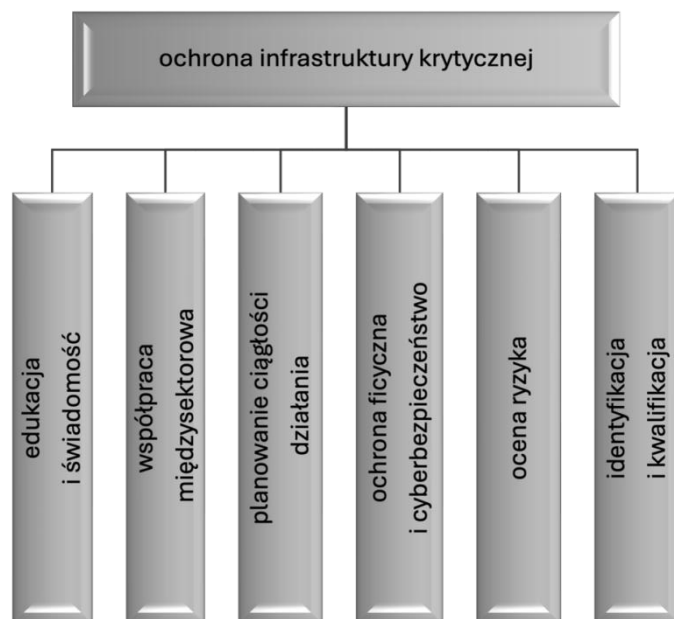 ochrona infrastruktury krytycznej
edukacja
i świadomość
współpraca
międzysektorowa
planowanie ciągłości
działania
ochrona ficyczna
i cyberbezpieczeństwo
ocena ryzyka
identyfikacja
i kwalifikacja